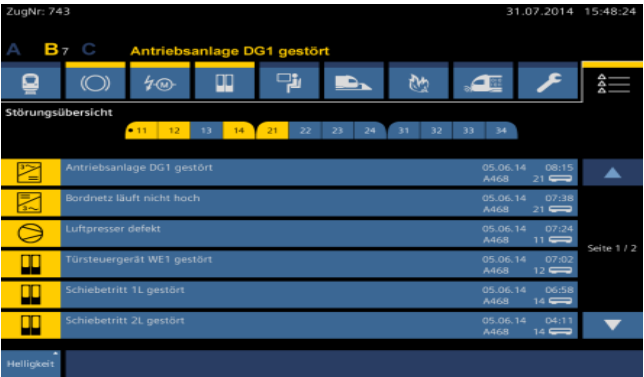 ZugNr: 743 31.07.2014 15:48:24
A B7 C Antriebsanlage DG1 gestört
M
Störungsübersicht
11 12 13 14 21 22 23 24 31 32 33 34
Antriebsanlage DG1 gestört 05.06.14 08:15
A468 21
Bordnetz läuft nicht hoch 05.06.14 07:38
A468 21
Luftpresser defekt 05.06.14 07:24
A468 11
Seite 1 / 2
Türsteuergerät WE1 gestört 05.06.14 07:02
A468 12
Schiebetritt 1L gestört 05.06.14 06:58
A468 14
Schiebetritt 2L gestört 05.06.14 04:11
A468 14
Helligkeit